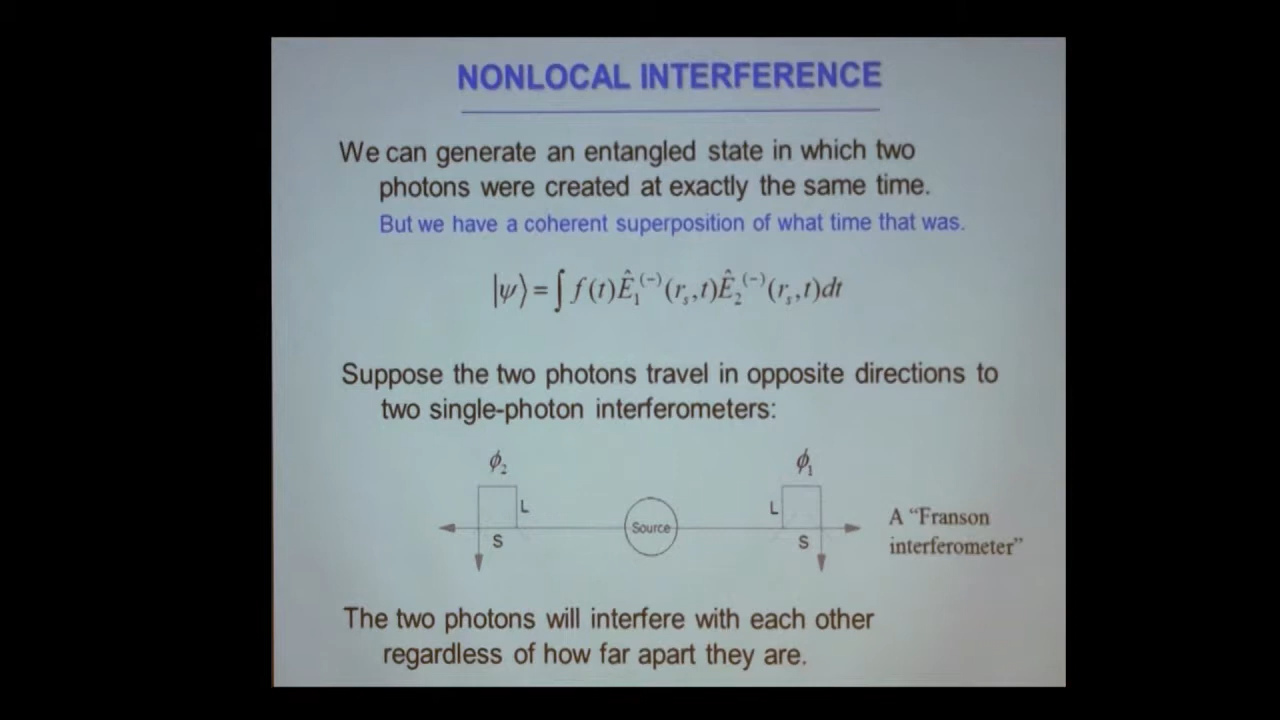 NONLOCAL INTERFERENCE
We can generate an entangled state in which two
photons were created at exactly the same time.
But we have a coherent superposition of what time that was.
|ψ⟩ = ∫ f(t)Ê₁⁽⁻⁾(rₛ,t)Ê₂⁽⁻⁾(rₛ,t)dt
Suppose the two photons travel in opposite directions to
two single-photon interferometers:
ϕ₂
ϕ₁
L
L
Source
S
S
A “Franson
interferometer”
The two photons will interfere with each other
regardless of how far apart they are.